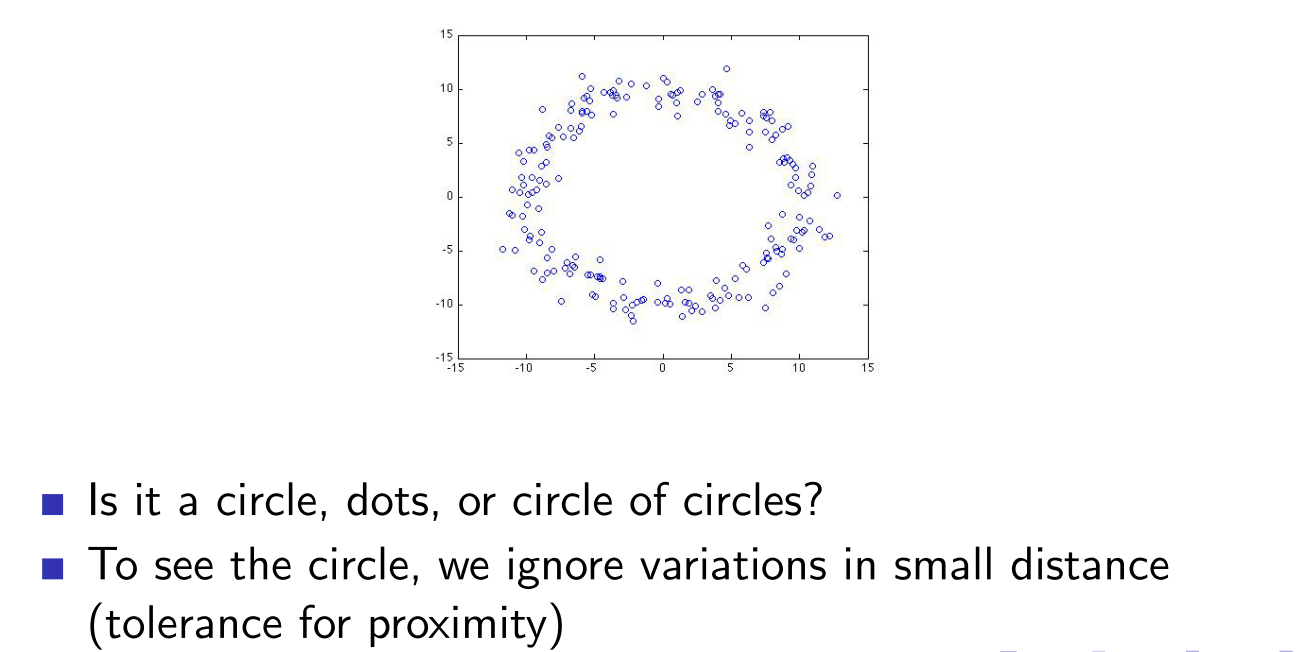 15
10
5
0
-5
-10
-15
-15 -10 -5 0 5 10 15
Is it a circle, dots, or circle of circles?
To see the circle, we ignore variations in small distance
(tolerance for proximity)